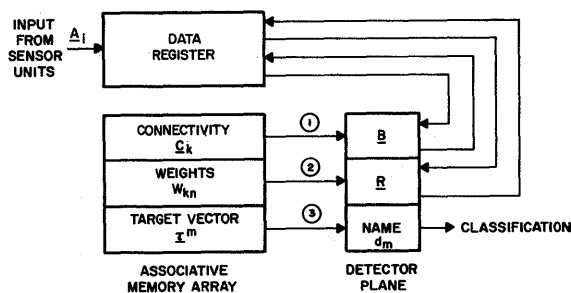 INPUT
FROM
SENSOR
UNITS
A_i
DATA
REGISTER
CONNECTIVITY
C_k
WEIGHTS
W_kn
TARGET VECTOR
I^m
1
2
3
B
R
NAME
d_m
CLASSIFICATION
ASSOCIATIVE
MEMORY ARRAY
DETECTOR
PLANE